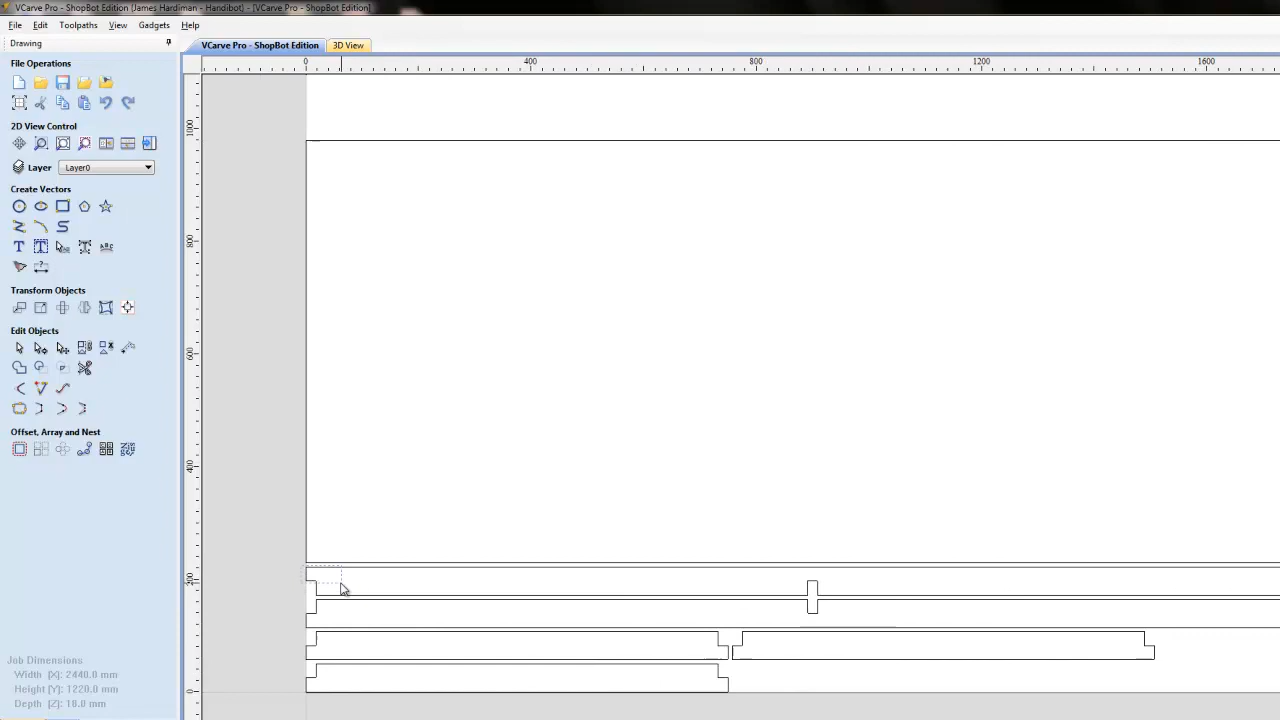 VCarve Pro - ShopBot Edition {James Hardiman - Handibot} - [VCarve Pro - ShopBot Edition]
File Edit Toolpaths View Gadgets Help
Drawing
VCarve Pro - ShopBot Edition 3D View
File Operations
0 400 800 1200 1600
2D View Control
1000
Layer Layer0
Create Vectors
800
Transform Objects
Edit Objects
600
Offset, Array and Nest
400
200
Job Dimensions
Width [X]: 2440.0 mm
Height [Y]: 1220.0 mm
Depth [Z]: 18.0 mm
0